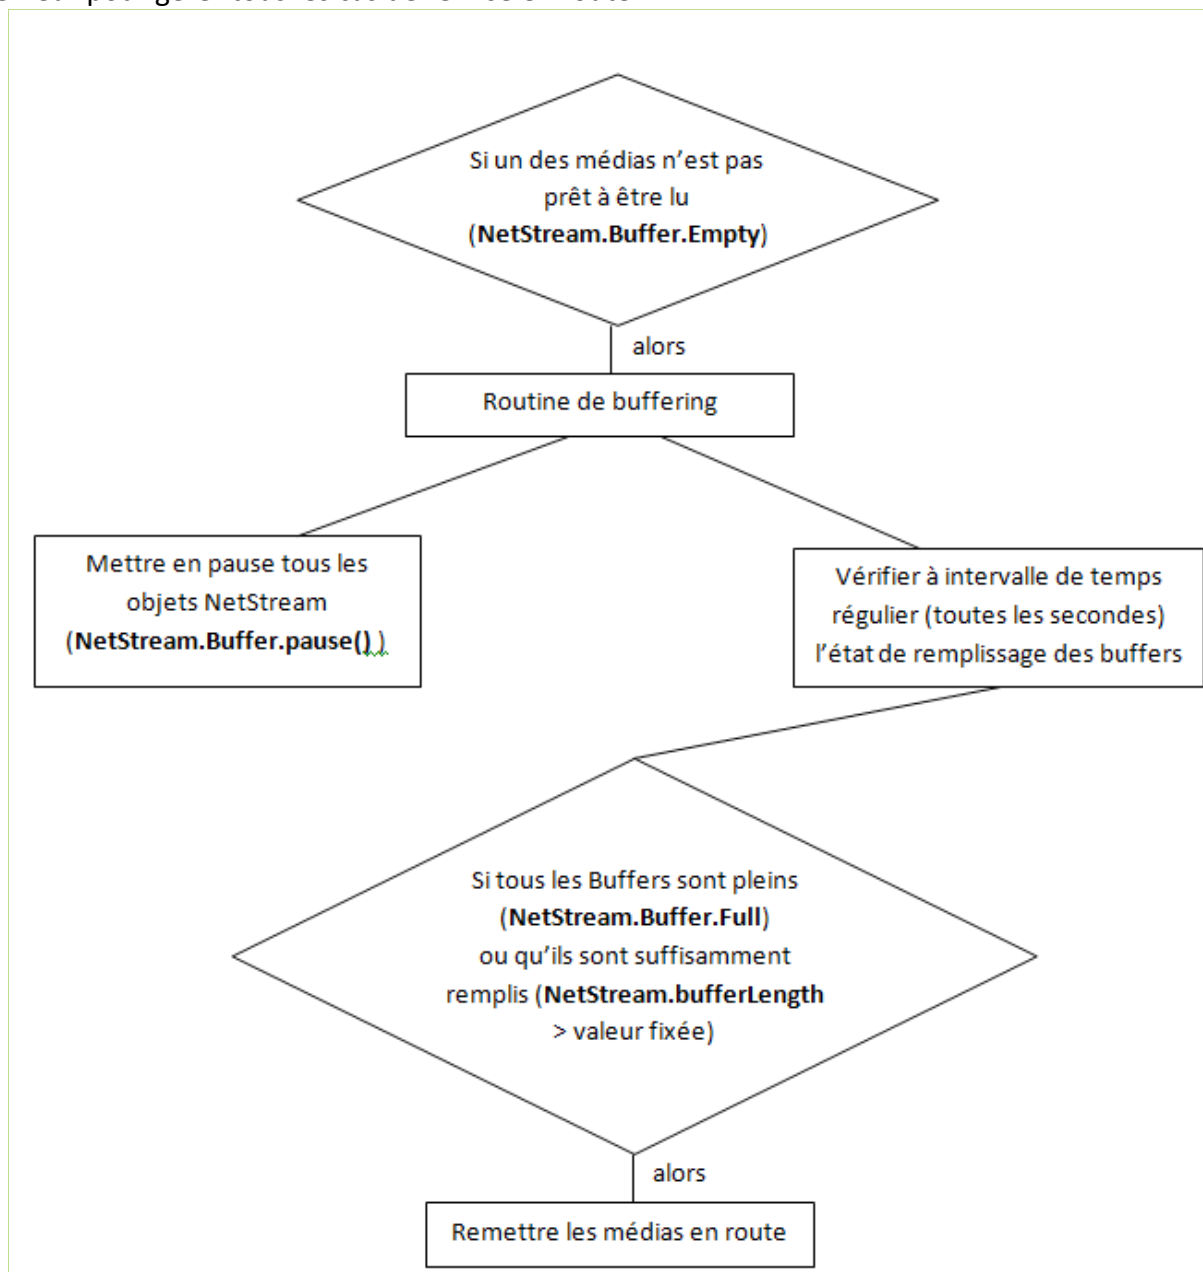 Si un des médias n'est pas
prêt à être lu
(NetStream.Buffer.Empty)
alors
Routine de buffering
Mettre en pause tous les
objets NetStream
(NetStream.Buffer.pause() )
Vérifier à intervalle de temps
régulier (toutes les secondes)
l'état de remplissage des buffers
Si tous les Buffers sont pleins
(NetStream.Buffer.Full)
ou qu'ils sont suffisamment
remplis (NetStream.bufferLength
> valeur fixée)
alors
Remettre les médias en route